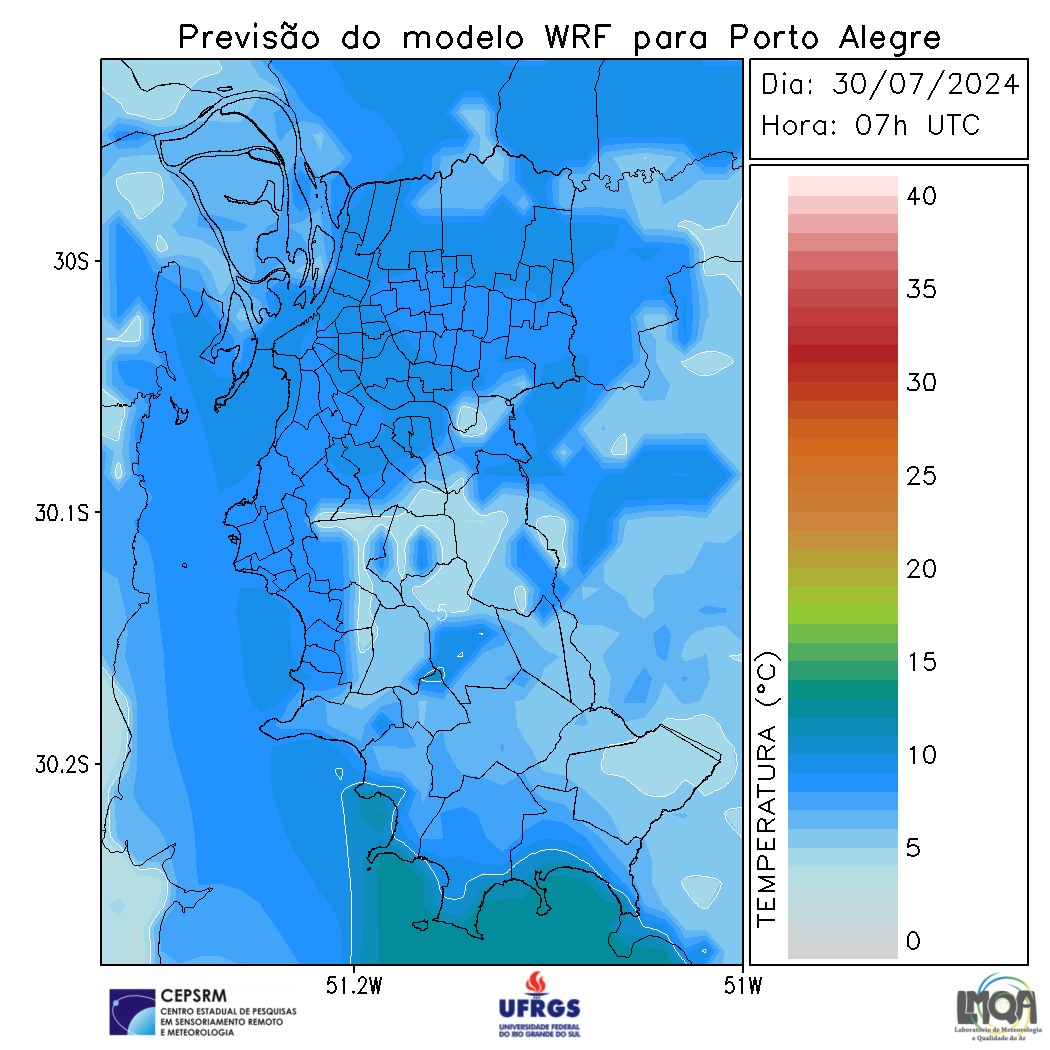 Previsão do modelo WRF para Porto Alegre
Dia: 30/07/2024
Hora: 07h UTC
40
35
30
25
20
15
10
5
0
TEMPERATURA (°C)
30S
30.1S
30.2S
5
51.2W
51W
CEPSRM
CENTRO ESTADUAL DE PESQUISAS
EM SENSORIAMENTO REMOTO
E METEOROLOGIA
UFRGS
UNIVERSIDADE FEDERAL
DO RIO GRANDE DO SUL
LMQA
Laboratório de Meteorologia
e Qualidade do Ar